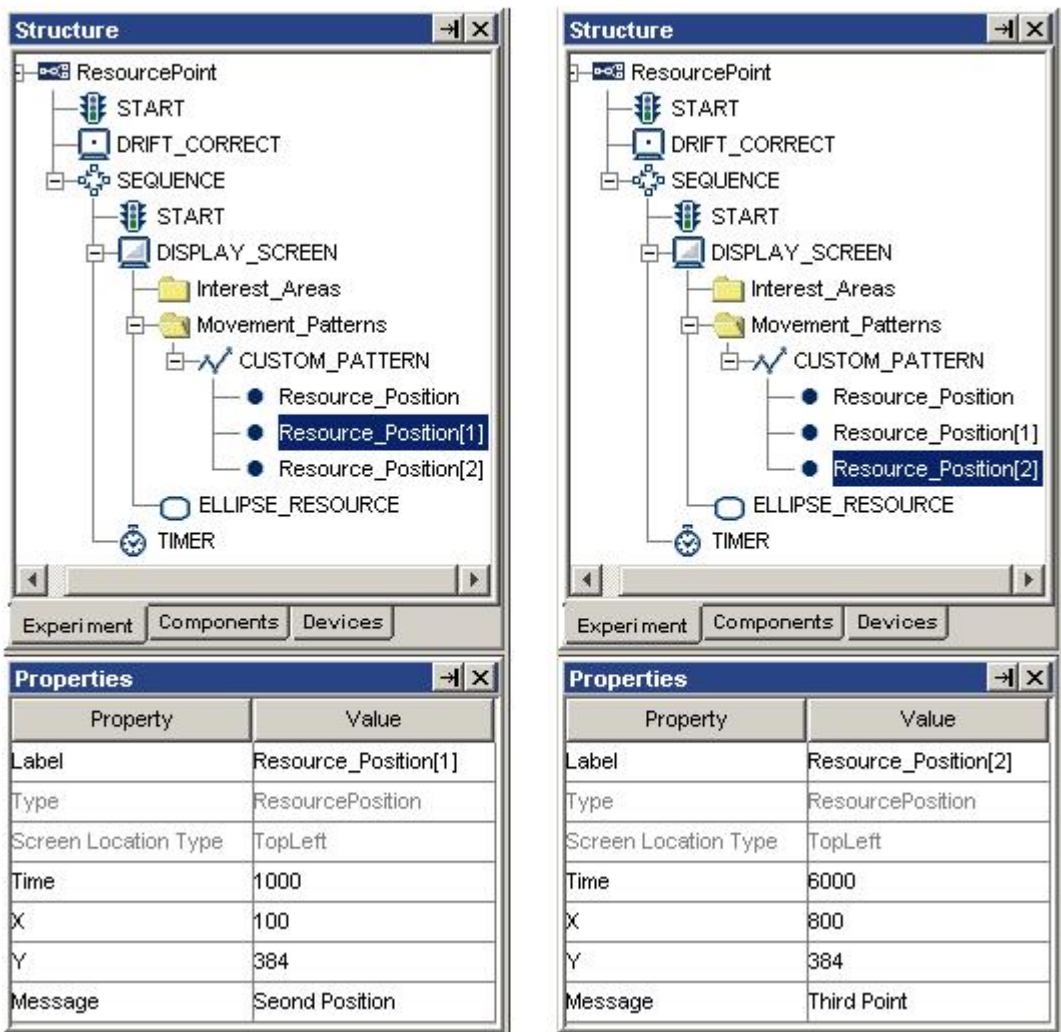 Structure
ResourcePoint
START
DRIFT_CORRECT
SEQUENCE
START
DISPLAY_SCREEN
Interest_Areas
Movement_Patterns
CUSTOM_PATTERN
Resource_Position
Resource_Position[1]
Resource_Position[2]
ELLIPSE_RESOURCE
TIMER
Experiment Components Devices
Properties
Property Value
Label Resource_Position[1]
Type ResourcePosition
Screen Location Type TopLeft
Time 1000
X 100
Y 384
Message Seond Position
Structure
ResourcePoint
START
DRIFT_CORRECT
SEQUENCE
START
DISPLAY_SCREEN
Interest_Areas
Movement_Patterns
CUSTOM_PATTERN
Resource_Position
Resource_Position[1]
Resource_Position[2]
ELLIPSE_RESOURCE
TIMER
Experiment Components Devices
Properties
Property Value
Label Resource_Position[2]
Type ResourcePosition
Screen Location Type TopLeft
Time 6000
X 800
Y 384
Message Third Point